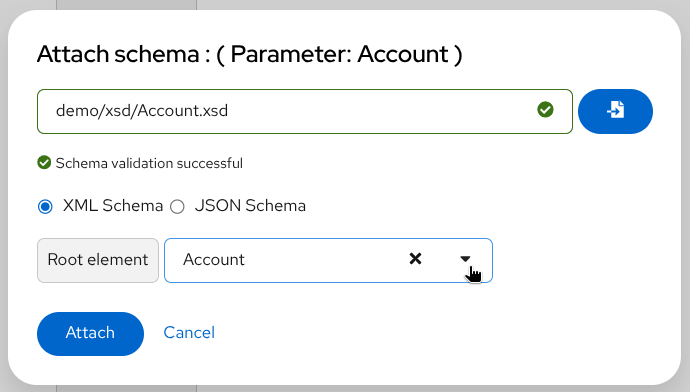 Attach schema : ( Parameter: Account )
demo/xsd/Account.xsd
Schema validation successful
XML Schema JSON Schema
Root element Account
Attach Cancel